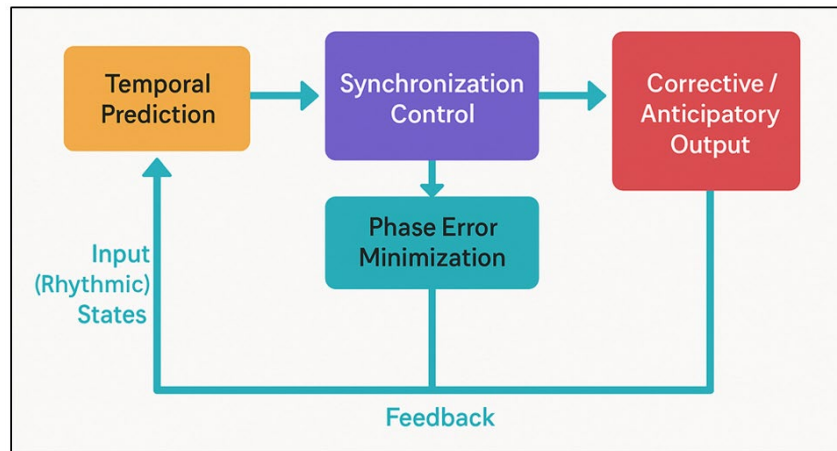 Temporal
Prediction
Synchronization
Control
Corrective /
Anticipatory
Output
Phase Error
Minimization
Input
(Rhythmic)
States
Feedback